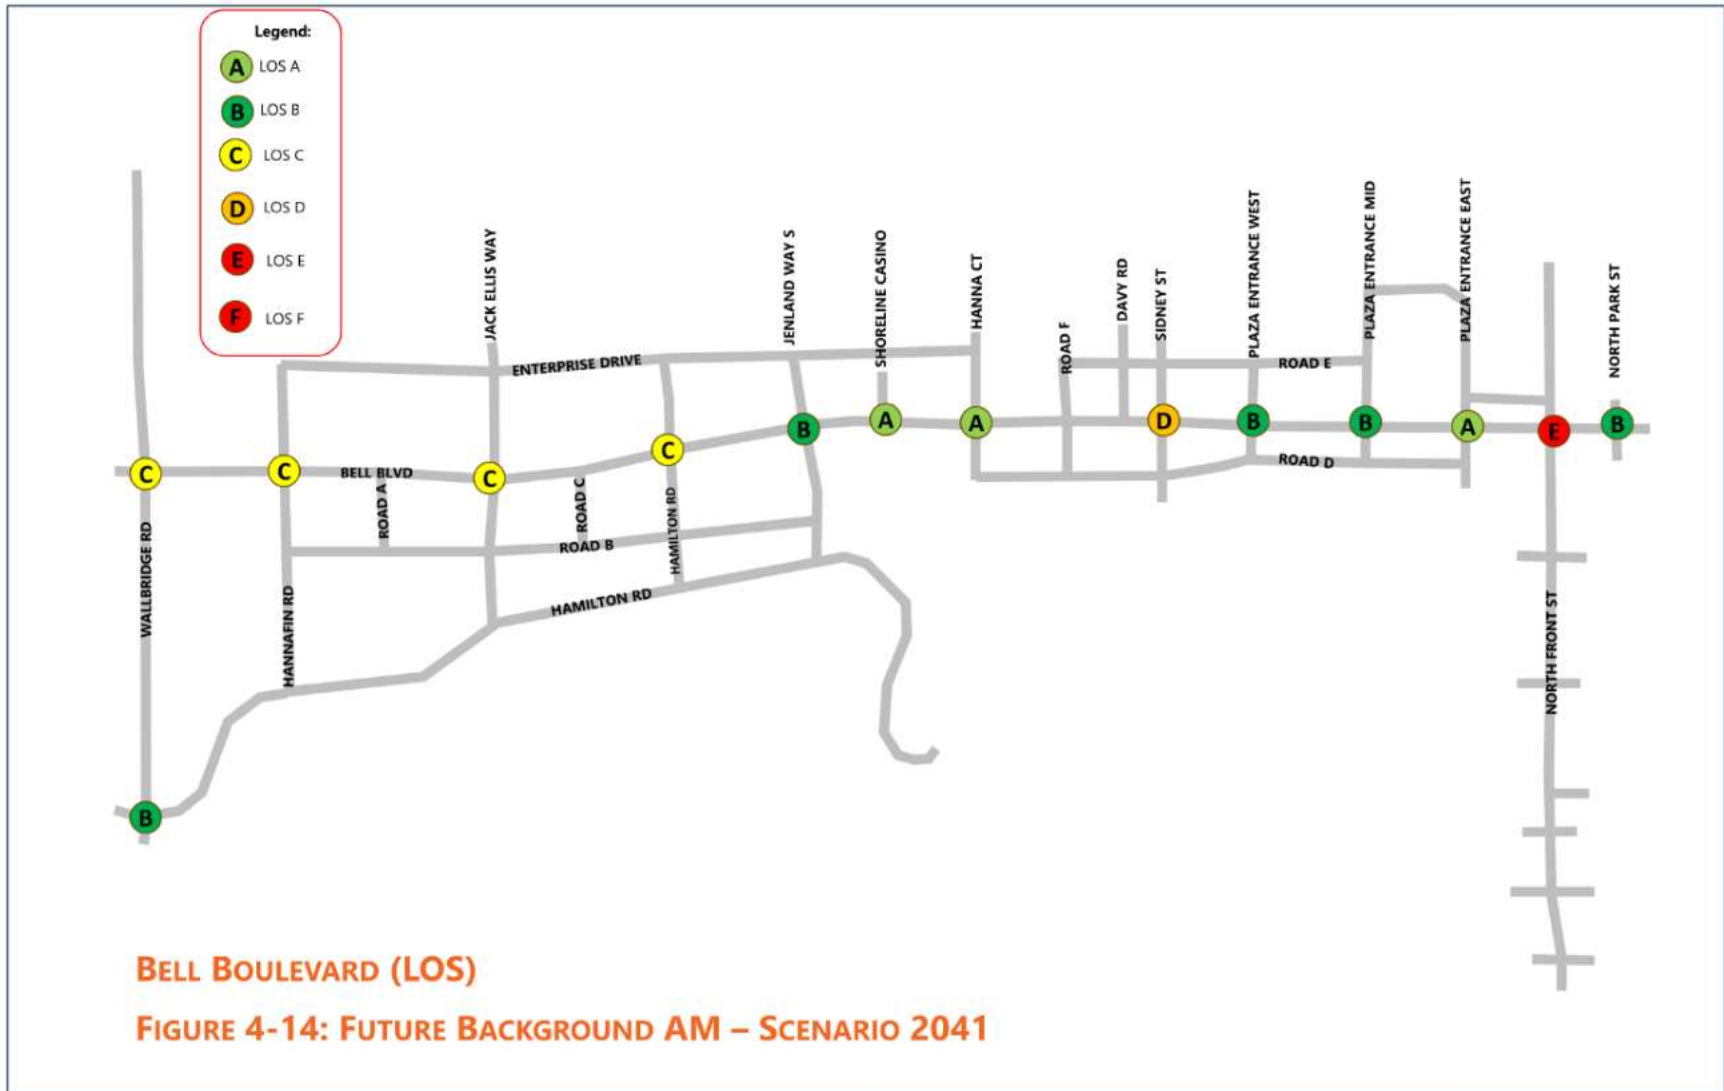 Legend:
A LOS A
B LOS B
C LOS C
D LOS D
E LOS E
F LOS F
JACK ELLIS WAY
JENLAND WAY S
SHORELINE CASINO
HANNA CT
ROAD F
DAVY RD
SIDNEY ST
PLAZA ENTRANCE WEST
PLAZA ENTRANCE MID
PLAZA ENTRANCE EAST
NORTH PARK ST
ENTERPRISE DRIVE
ROAD E
C
C
BELL BLVD
C
C
B
A
A
D
B
B
A
E
B
ROAD D
ROAD A
ROAD C
HAMILTON RD
ROAD B
WALLBRIDGE RD
HANNAFIN RD
HAMILTON RD
NORTH FRONT ST
B
BELL BOULEVARD (LOS)
FIGURE 4-14: FUTURE BACKGROUND AM – SCENARIO 2041